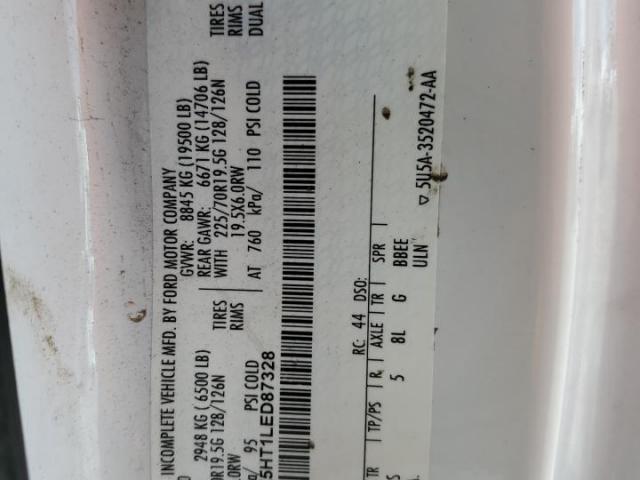 INCOMPLETE VEHICLE MFD. BY FORD MOTOR COMPANY
GVWR: 8845 KG (19500 LB)
2948 KG ( 6500 LB) REAR GAWR: 6671 KG (14706 LB)
R19.5G 128/126N TIRES WITH 225/70R19.5G 128/126N TIRES
.0RW RIMS 19.5X6.0RW RIMS
a/ 95 PSI COLD AT 760 kPa/ 110 PSI COLD DUAL
5HT1LED87328
RC: 44 DSO:
TR TP/PS R AXLE TR SPR
5 8L G BBEE
ULN
▽ 5U5A-3520472-AA